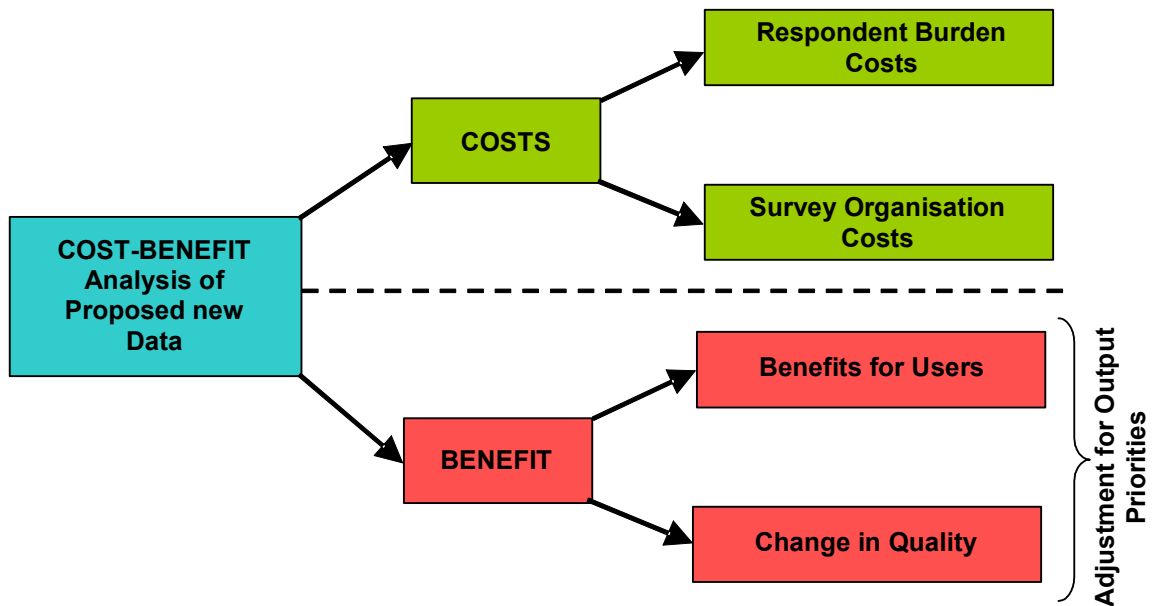 Respondent Burden
Costs
COSTS
Survey Organisation
Costs
COST-BENEFIT
Analysis of
Proposed new
Data
Benefits for Users
BENEFIT
Change in Quality
Adjustment for Output
Priorities